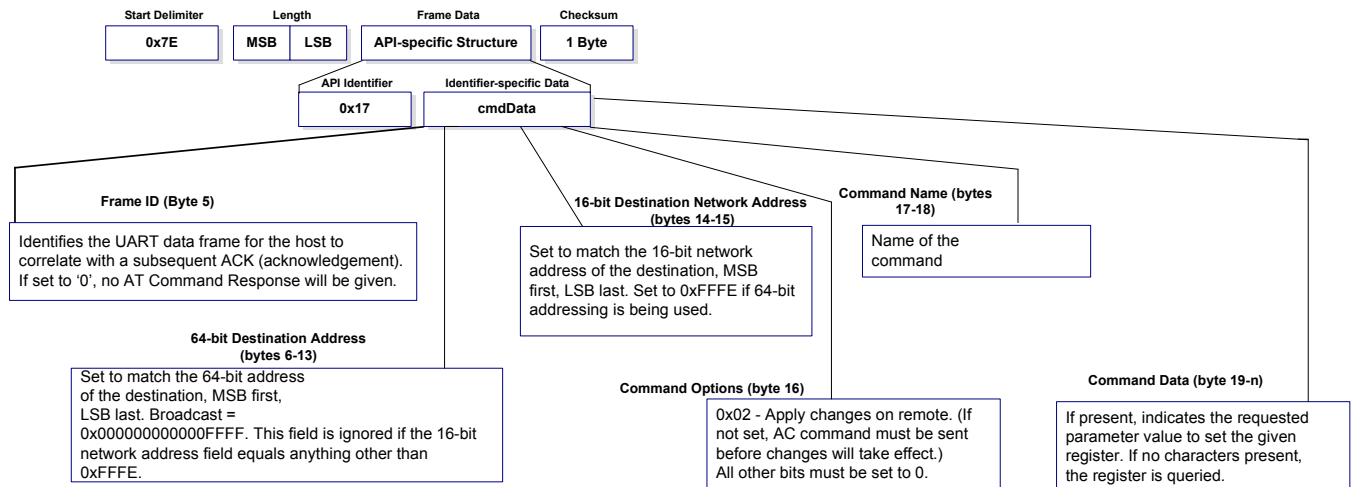 Start Delimiter Length Frame Data Checksum
0x7E MSB LSB API-specific Structure 1 Byte
API Identifier Identifier-specific Data
0x17 cmdData
Frame ID (Byte 5)
Identifies the UART data frame for the host to
correlate with a subsequent ACK (acknowledgement).
If set to ‘0’, no AT Command Response will be given.
64-bit Destination Address
(bytes 6-13)
Set to match the 64-bit address
of the destination, MSB first,
LSB last. Broadcast =
0x000000000000FFFF. This field is ignored if the 16-bit
network address field equals anything other than
0xFFFE.
16-bit Destination Network Address
(bytes 14-15)
Set to match the 16-bit network
address of the destination, MSB
first, LSB last. Set to 0xFFFE if 64-bit
addressing is being used.
Command Options (byte 16)
0x02 - Apply changes on remote. (If
not set, AC command must be sent
before changes will take effect.)
All other bits must be set to 0.
Command Name (bytes
17-18)
Name of the
command
Command Data (byte 19-n)
If present, indicates the requested
parameter value to set the given
register. If no characters present,
the register is queried.